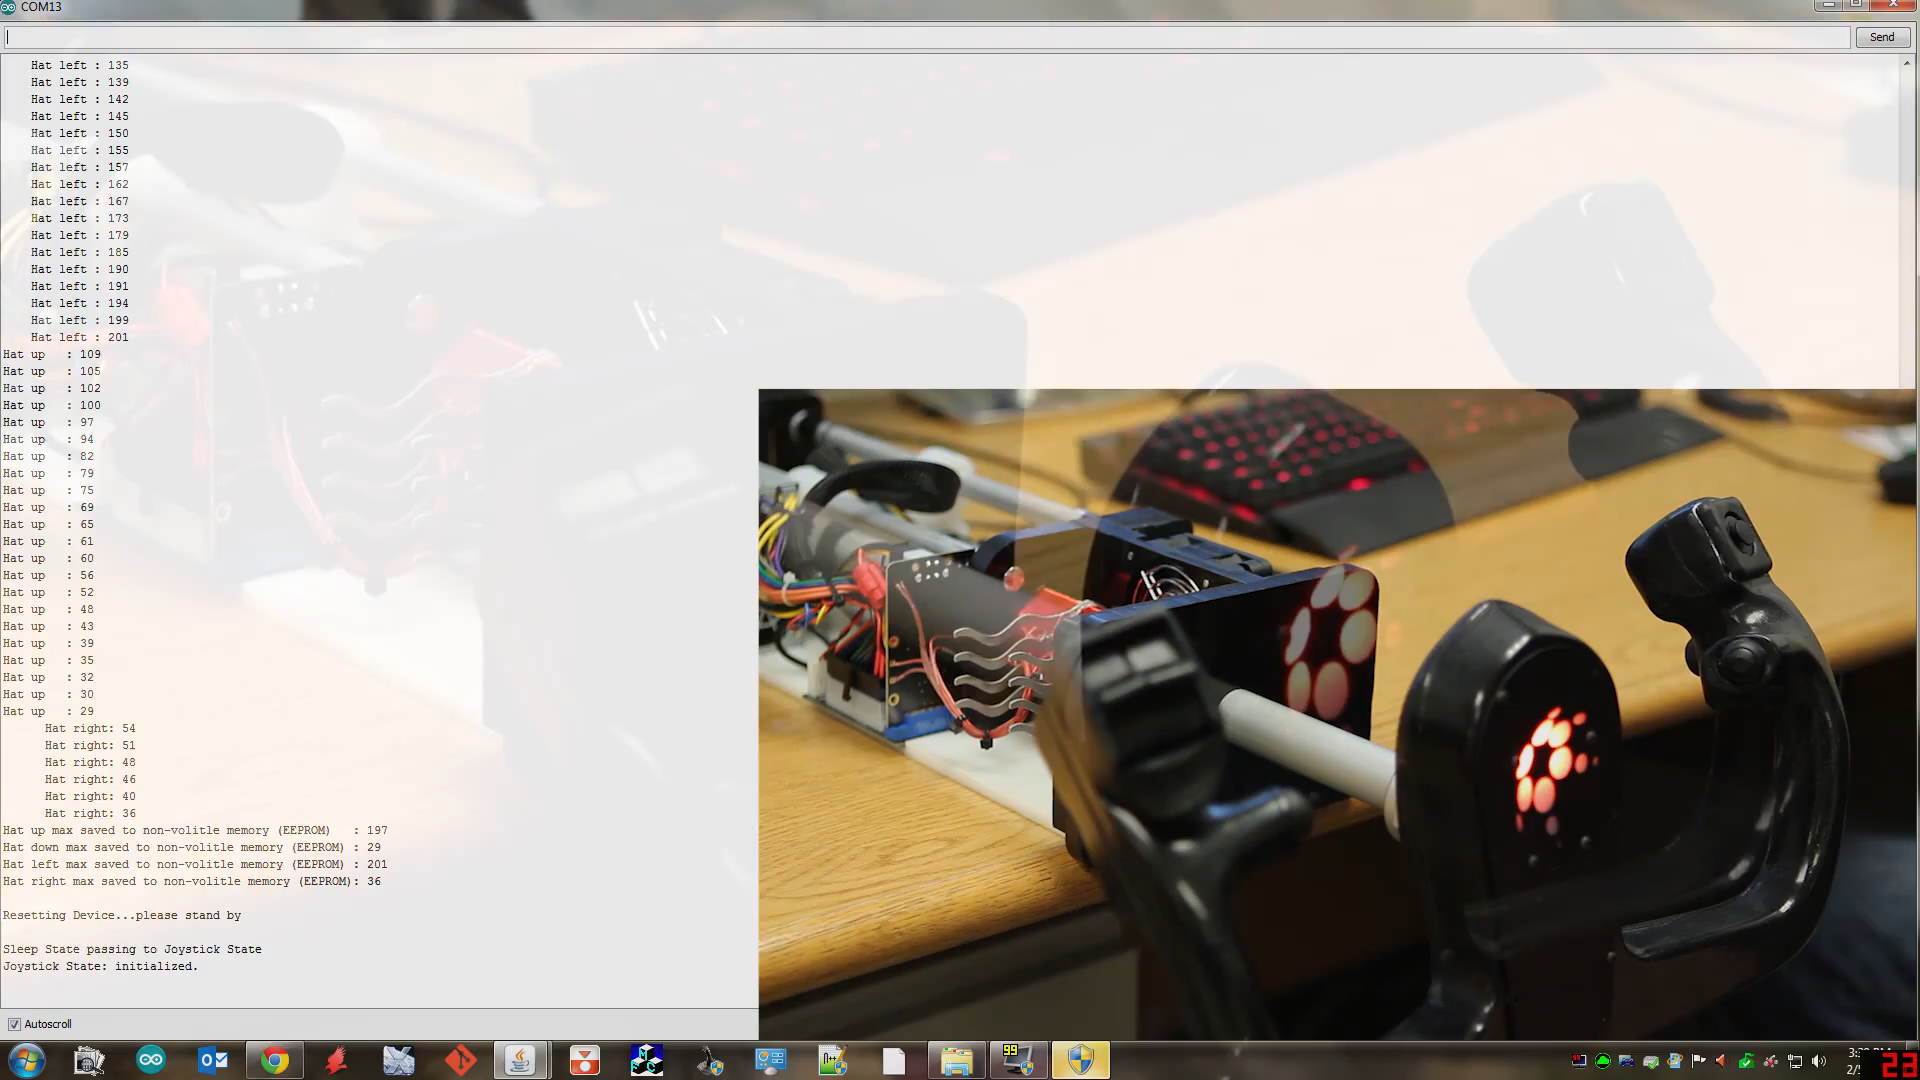 COM13
Send
Hat left : 135
Hat left : 139
Hat left : 142
Hat left : 145
Hat left : 150
Hat left : 155
Hat left : 157
Hat left : 162
Hat left : 167
Hat left : 173
Hat left : 179
Hat left : 185
Hat left : 190
Hat left : 191
Hat left : 194
Hat left : 199
Hat left : 201
Hat up : 109
Hat up : 105
Hat up : 102
Hat up : 100
Hat up : 97
Hat up : 94
Hat up : 82
Hat up : 79
Hat up : 75
Hat up : 69
Hat up : 65
Hat up : 61
Hat up : 60
Hat up : 56
Hat up : 52
Hat up : 48
Hat up : 43
Hat up : 39
Hat up : 35
Hat up : 32
Hat up : 30
Hat up : 29
Hat right: 54
Hat right: 51
Hat right: 48
Hat right: 46
Hat right: 40
Hat right: 36
Hat up max saved to non-volitle memory (EEPROM) : 197
Hat down max saved to non-volitle memory (EEPROM) : 29
Hat left max saved to non-volitle memory (EEPROM) : 201
Hat right max saved to non-volitle memory (EEPROM): 36
Resetting Device...please stand by
Sleep State passing to Joystick State
Joystick State: initialized.
Autoscroll
99
23